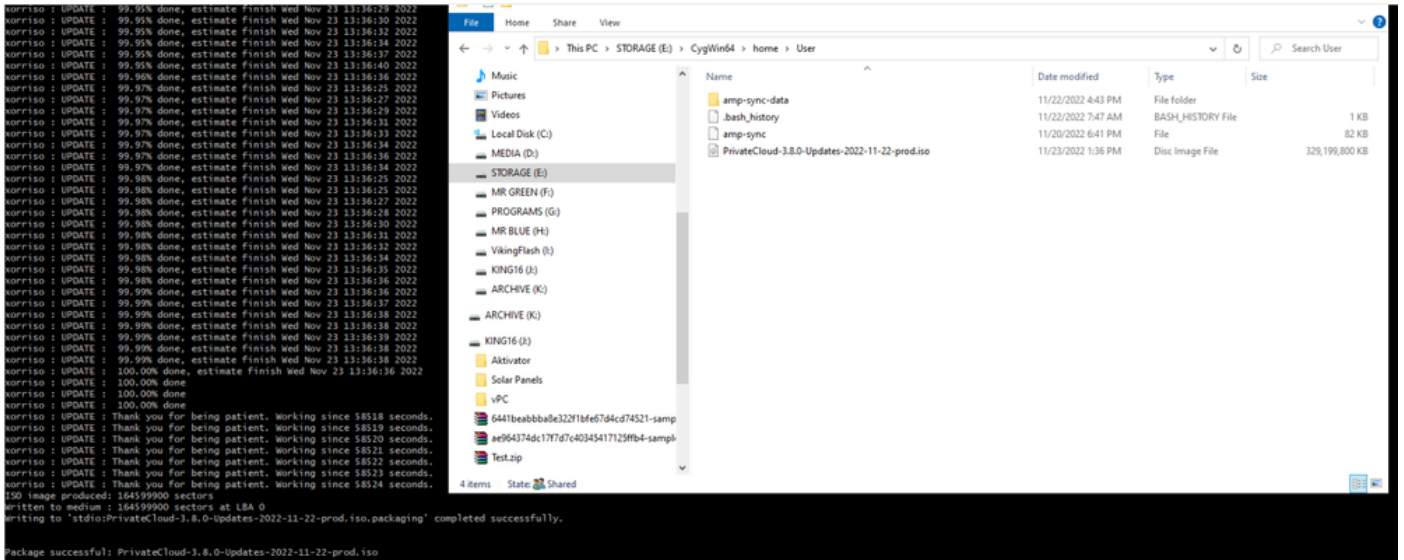 xorriso : UPDATE :  99.95% done, estimate finish Wed Nov 23 13:36:29 2022
xorriso : UPDATE :  99.95% done, estimate finish Wed Nov 23 13:36:30 2022
xorriso : UPDATE :  99.95% done, estimate finish Wed Nov 23 13:36:32 2022
xorriso : UPDATE :  99.95% done, estimate finish Wed Nov 23 13:36:34 2022
xorriso : UPDATE :  99.95% done, estimate finish Wed Nov 23 13:36:37 2022
xorriso : UPDATE :  99.95% done, estimate finish Wed Nov 23 13:36:40 2022
xorriso : UPDATE :  99.96% done, estimate finish Wed Nov 23 13:36:36 2022
xorriso : UPDATE :  99.97% done, estimate finish Wed Nov 23 13:36:25 2022
xorriso : UPDATE :  99.97% done, estimate finish Wed Nov 23 13:36:27 2022
xorriso : UPDATE :  99.97% done, estimate finish Wed Nov 23 13:36:29 2022
xorriso : UPDATE :  99.97% done, estimate finish Wed Nov 23 13:36:31 2022
xorriso : UPDATE :  99.97% done, estimate finish Wed Nov 23 13:36:33 2022
xorriso : UPDATE :  99.97% done, estimate finish Wed Nov 23 13:36:34 2022
xorriso : UPDATE :  99.97% done, estimate finish Wed Nov 23 13:36:36 2022
xorriso : UPDATE :  99.97% done, estimate finish Wed Nov 23 13:36:34 2022
xorriso : UPDATE :  99.98% done, estimate finish Wed Nov 23 13:36:25 2022
xorriso : UPDATE :  99.98% done, estimate finish Wed Nov 23 13:36:25 2022
xorriso : UPDATE :  99.98% done, estimate finish Wed Nov 23 13:36:27 2022
xorriso : UPDATE :  99.98% done, estimate finish Wed Nov 23 13:36:28 2022
xorriso : UPDATE :  99.98% done, estimate finish Wed Nov 23 13:36:30 2022
xorriso : UPDATE :  99.98% done, estimate finish Wed Nov 23 13:36:31 2022
xorriso : UPDATE :  99.98% done, estimate finish Wed Nov 23 13:36:32 2022
xorriso : UPDATE :  99.98% done, estimate finish Wed Nov 23 13:36:34 2022
xorriso : UPDATE :  99.98% done, estimate finish Wed Nov 23 13:36:35 2022
xorriso : UPDATE :  99.98% done, estimate finish Wed Nov 23 13:36:36 2022
xorriso : UPDATE :  99.99% done, estimate finish Wed Nov 23 13:36:36 2022
xorriso : UPDATE :  99.99% done, estimate finish Wed Nov 23 13:36:37 2022
xorriso : UPDATE :  99.99% done, estimate finish Wed Nov 23 13:36:38 2022
xorriso : UPDATE :  99.99% done, estimate finish Wed Nov 23 13:36:38 2022
xorriso : UPDATE :  99.99% done, estimate finish Wed Nov 23 13:36:39 2022
xorriso : UPDATE :  99.99% done, estimate finish Wed Nov 23 13:36:38 2022
xorriso : UPDATE :  99.99% done, estimate finish Wed Nov 23 13:36:38 2022
xorriso : UPDATE :  100.00% done, estimate finish Wed Nov 23 13:36:36 2022
xorriso : UPDATE :  100.00% done
xorriso : UPDATE :  100.00% done
xorriso : UPDATE :  100.00% done
xorriso : UPDATE : Thank you for being patient. Working since 58518 seconds.
xorriso : UPDATE : Thank you for being patient. Working since 58519 seconds.
xorriso : UPDATE : Thank you for being patient. Working since 58520 seconds.
xorriso : UPDATE : Thank you for being patient. Working since 58521 seconds.
xorriso : UPDATE : Thank you for being patient. Working since 58522 seconds.
xorriso : UPDATE : Thank you for being patient. Working since 58523 seconds.
xorriso : UPDATE : Thank you for being patient. Working since 58524 seconds.
ISO image produced: 164599900 sectors
Written to medium : 164599900 sectors at LBA 0
Writing to 'stdio:PrivateCloud-3.8.0-Updates-2022-11-22-prod.iso.packaging' completed successfully.
Package successful: PrivateCloud-3.8.0-Updates-2022-11-22-prod.iso
File Home Share View
This PC > STORAGE (E:) > CygWin64 > home > User
Search User
Music
Pictures
Videos
Local Disk (C:)
MEDIA (D:)
STORAGE (E:)
MR GREEN (F:)
PROGRAMS (G:)
MR BLUE (H:)
VikingFlash (I:)
KING16 (J:)
ARCHIVE (K:)
ARCHIVE (K:)
KING16 (J:)
Aktivator
Solar Panels
vPC
6441beabbba8e322f1bfe67d4cd74521-samp
ae964374dc17f7d7c40345417125ffb4-sampl
Test.zip
Name Date modified Type Size
amp-sync-data 11/22/2022 4:43 PM File folder
.bash_history 11/22/2022 7:47 AM BASH_HISTORY File 1 KB
amp-sync 11/20/2022 6:41 PM File 82 KB
PrivateCloud-3.8.0-Updates-2022-11-22-prod.iso 11/23/2022 1:36 PM Disc Image File 329,199,800 KB
4 items State: Shared